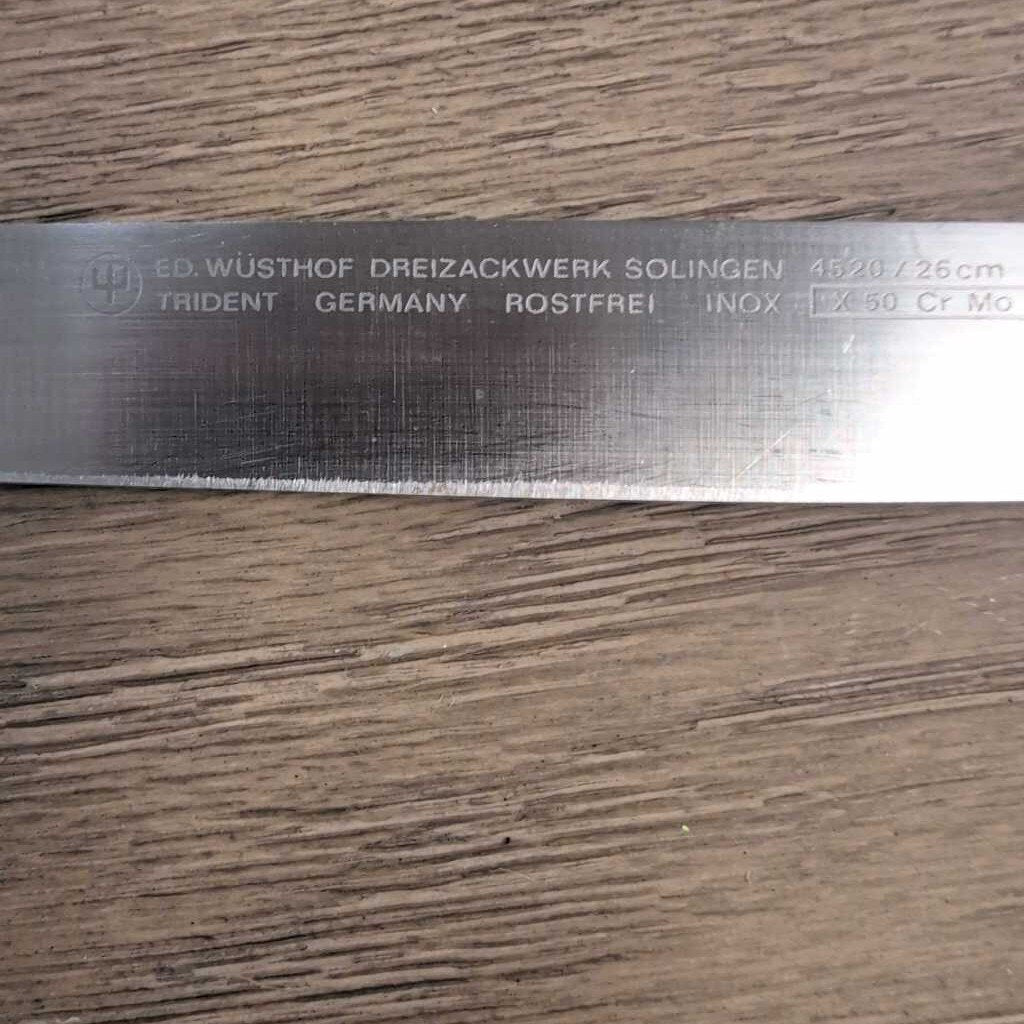 ED. WÜSTHOF DREIZACKWERK SOLINGEN 4520 / 26cm
TRIDENT GERMANY ROSTFREI INOX X 50 Cr Mo